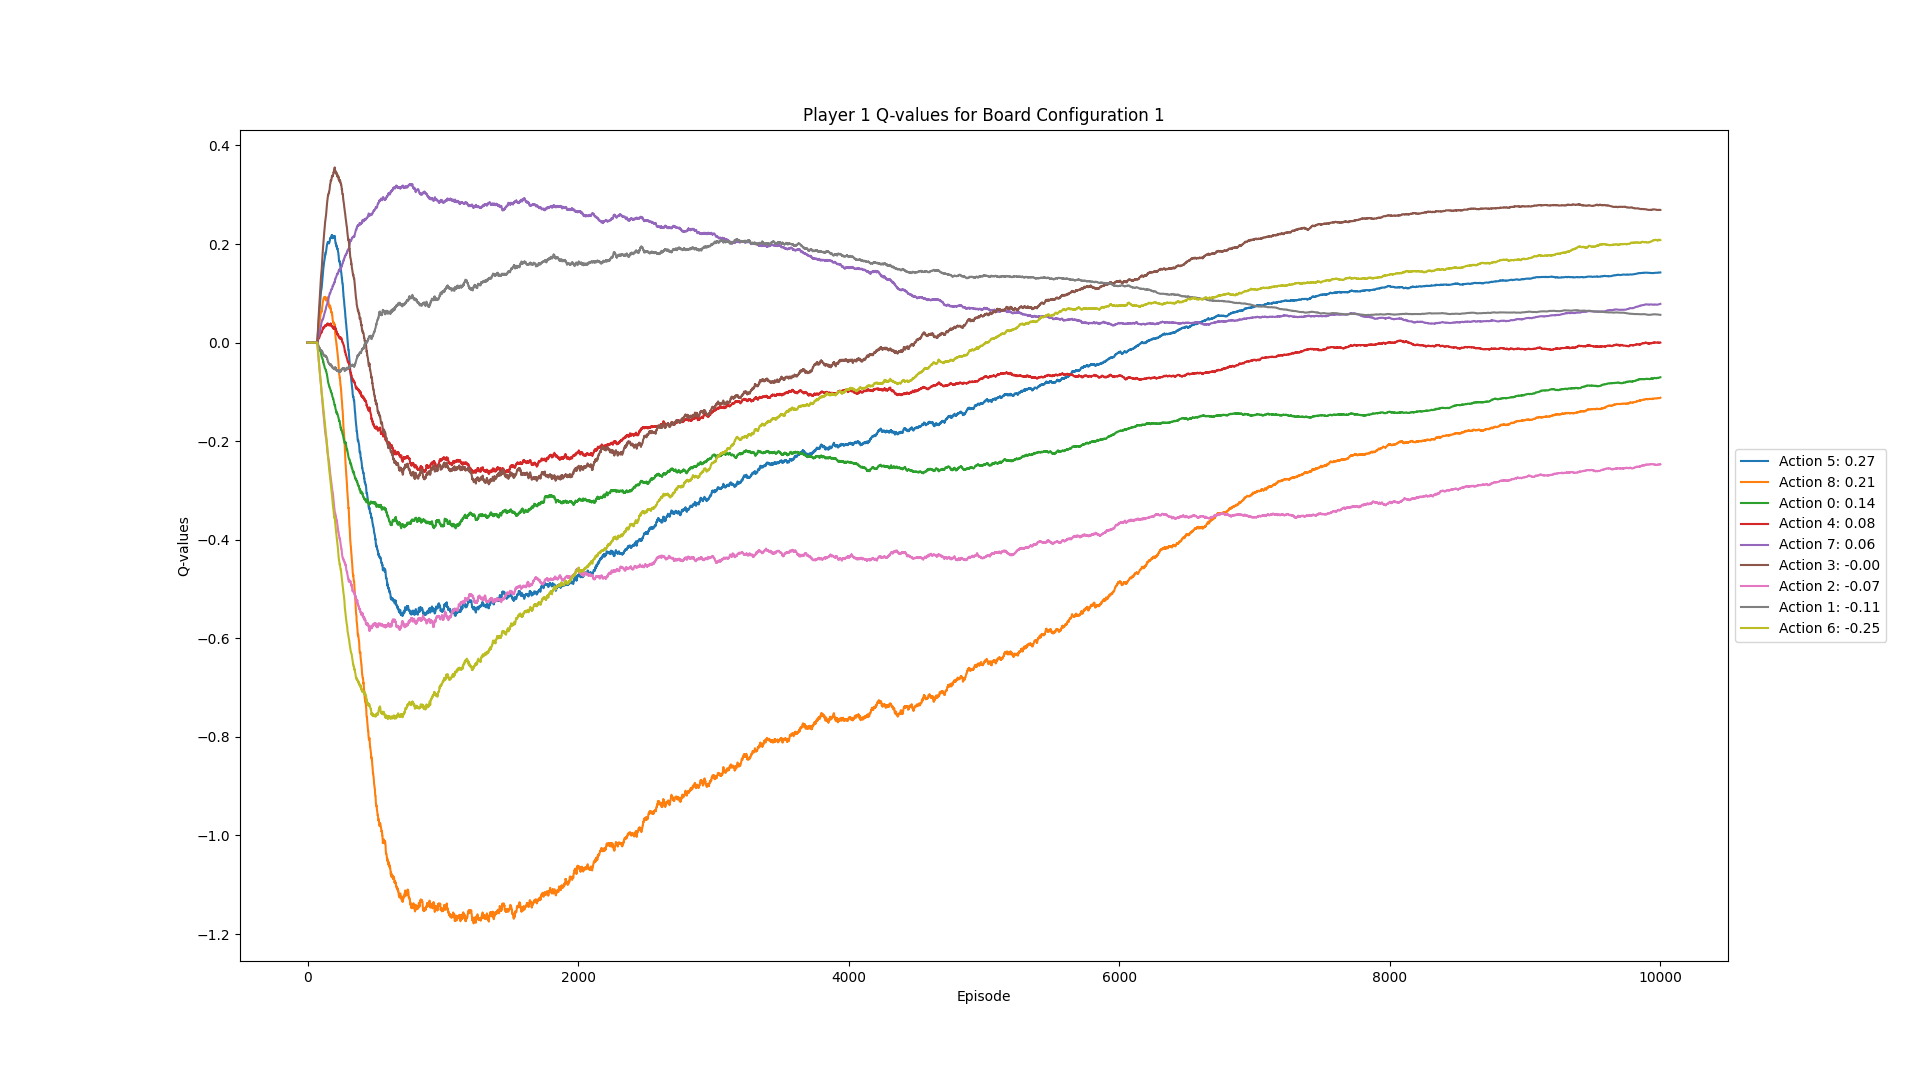 Player 1 Q-values for Board Configuration 1
0.4
0.2
0.0
−0.2
−0.4
−0.6
−0.8
−1.0
−1.2
Q-values
0 2000 4000 6000 8000 10000
Episode
Action 5: 0.27
Action 8: 0.21
Action 0: 0.14
Action 4: 0.08
Action 7: 0.06
Action 3: -0.00
Action 2: -0.07
Action 1: -0.11
Action 6: -0.25